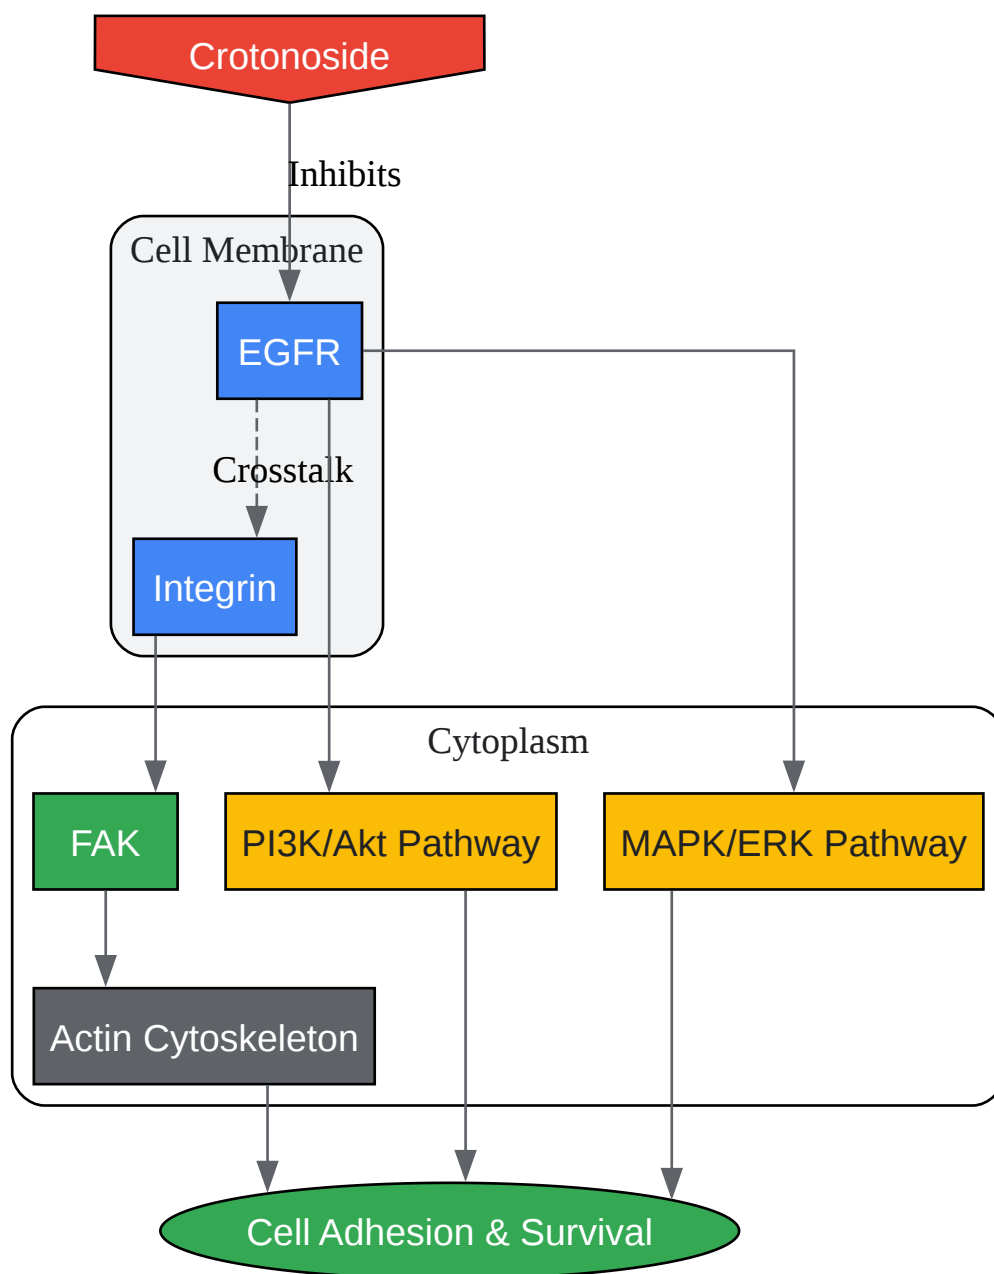 Crotonoside
Inhibits
Cell Membrane
EGFR
Crosstalk
Integrin
Cytoplasm
FAK
PI3K/Akt Pathway
MAPK/ERK Pathway
Actin Cytoskeleton
Cell Adhesion & Survival